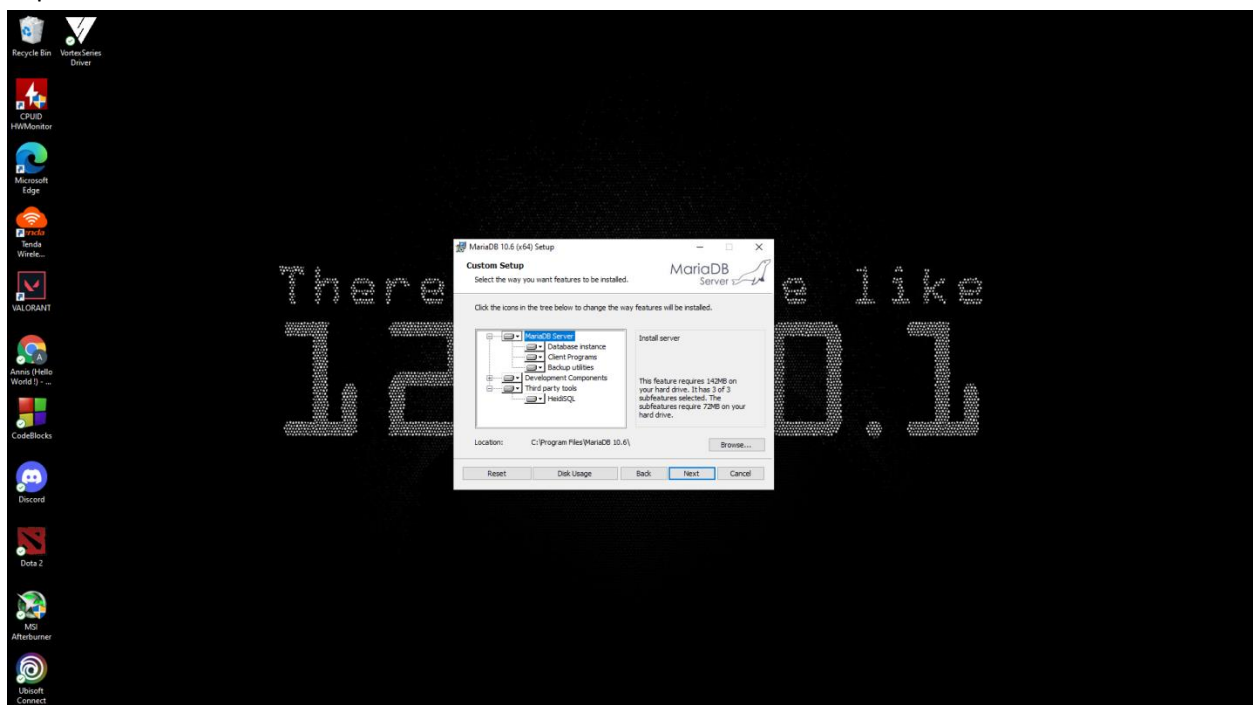 Recycle Bin
VortexSeries
Driver
CPUID
HWMonitor
Microsoft
Edge
Tenda
Tenda
Wirele...
VALORANT
Annis (Hello
World !) - ...
CodeBlocks
Discord
Dota 2
MSI
Afterburner
Ubisoft
Connect
MariaDB 10.6 (x64) Setup
Custom Setup
Select the way you want features to be installed.
MariaDB
Server
Click the icons in the tree below to change the way features will be installed.
MariaDB Server
Database instance
Client Programs
Backup utilities
Development Components
Third party tools
HeidiSQL
Install server
This feature requires 142MB on
your hard drive. It has 3 of 3
subfeatures selected. The
subfeatures require 72MB on your
hard drive.
Location: C:\Program Files\MariaDB 10.6\
Browse...
Reset Disk Usage Back Next Cancel
There like
12 0.1